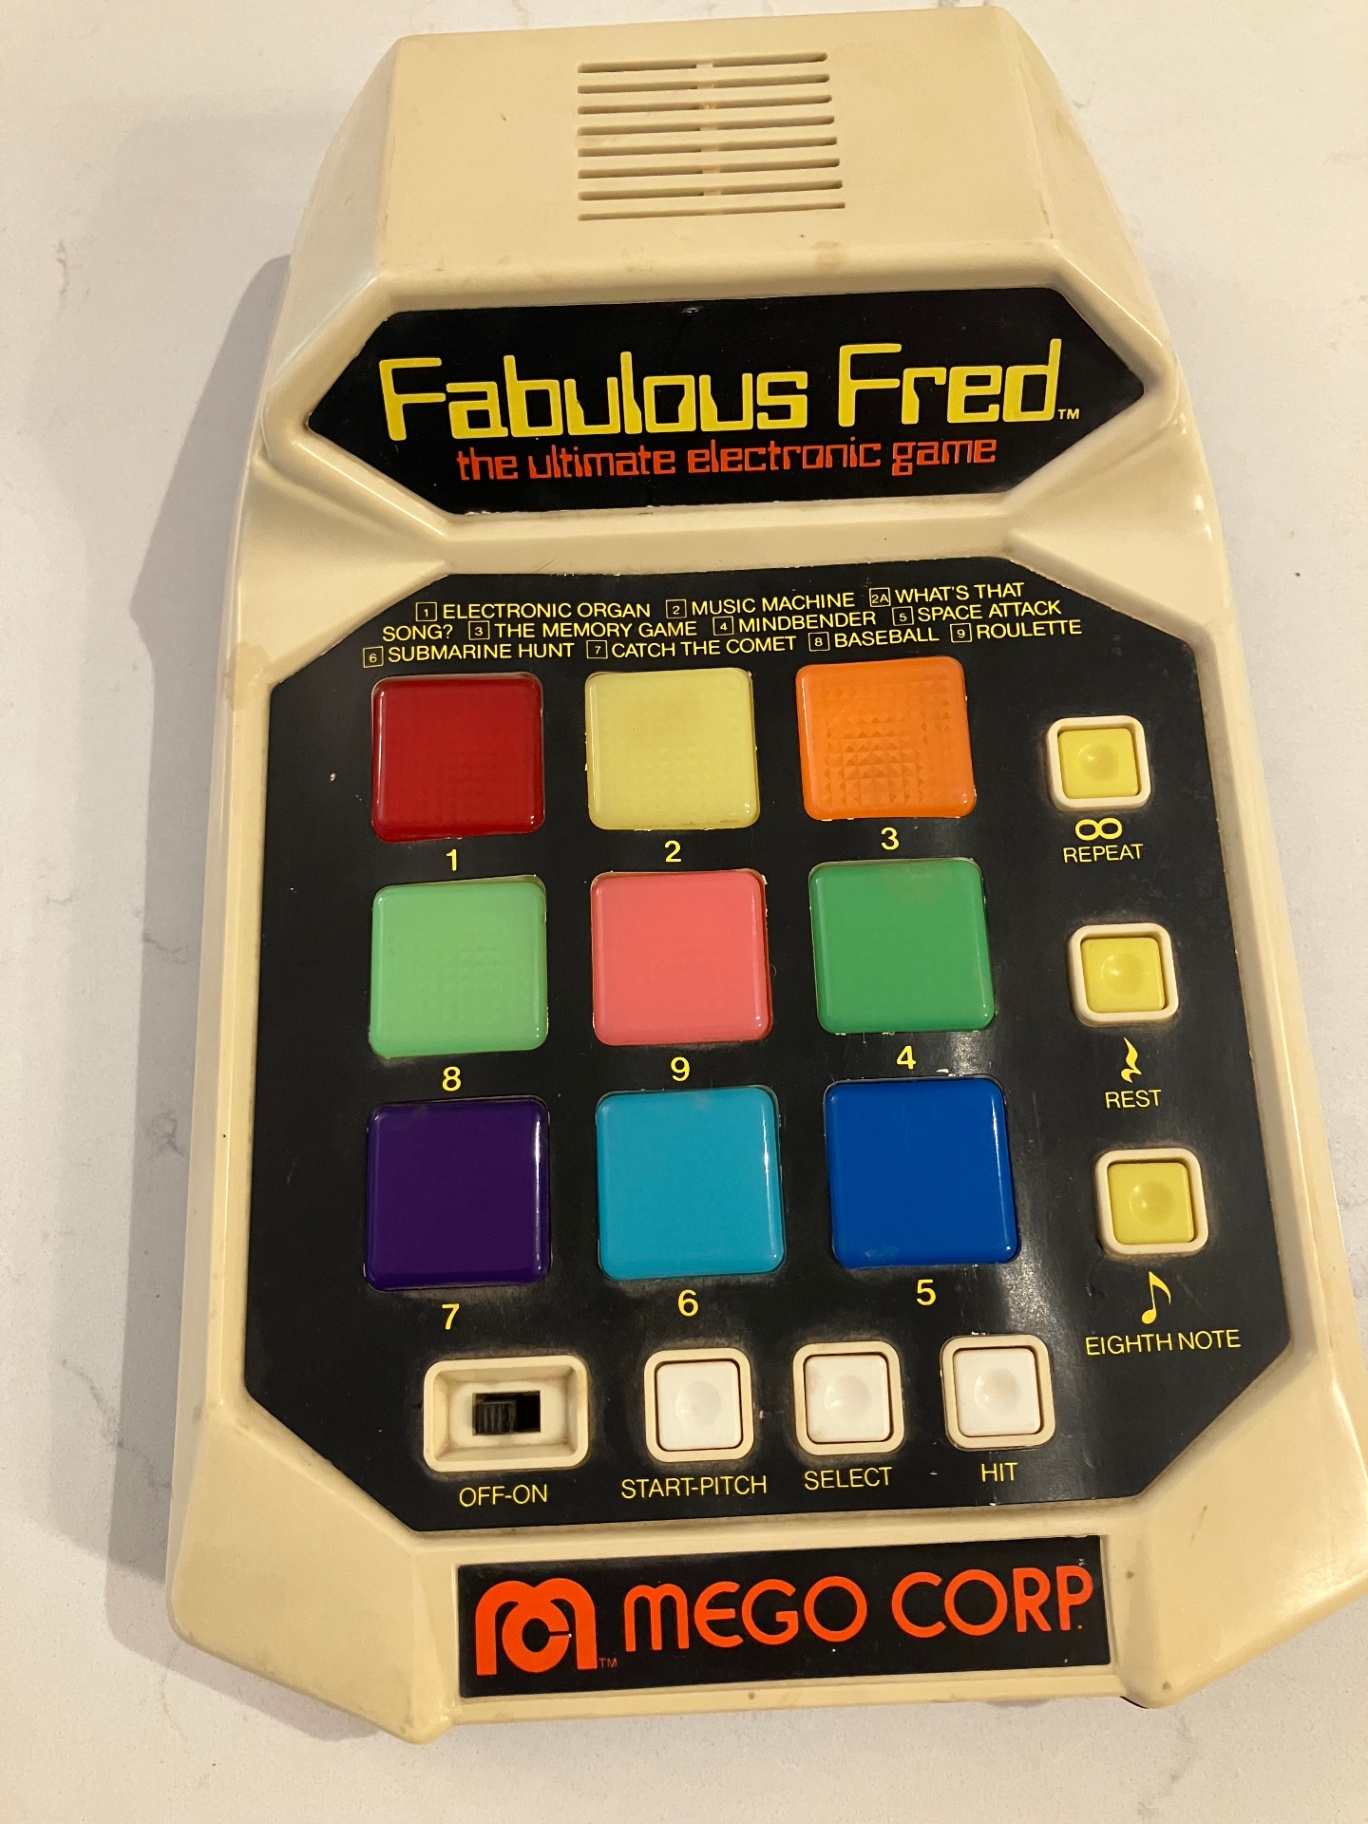 Fabulous Fred™
the ultimate electronic game
1 ELECTRONIC ORGAN 2 MUSIC MACHINE 2A WHAT'S THAT
SONG? 3 THE MEMORY GAME 4 MINDBENDER 5 SPACE ATTACK
6 SUBMARINE HUNT 7 CATCH THE COMET 8 BASEBALL 9 ROULETTE
1 2 3
∞
REPEAT
8 9 4
REST
7 6 5
EIGHTH NOTE
OFF-ON START-PITCH SELECT HIT
™ MEGO CORP.